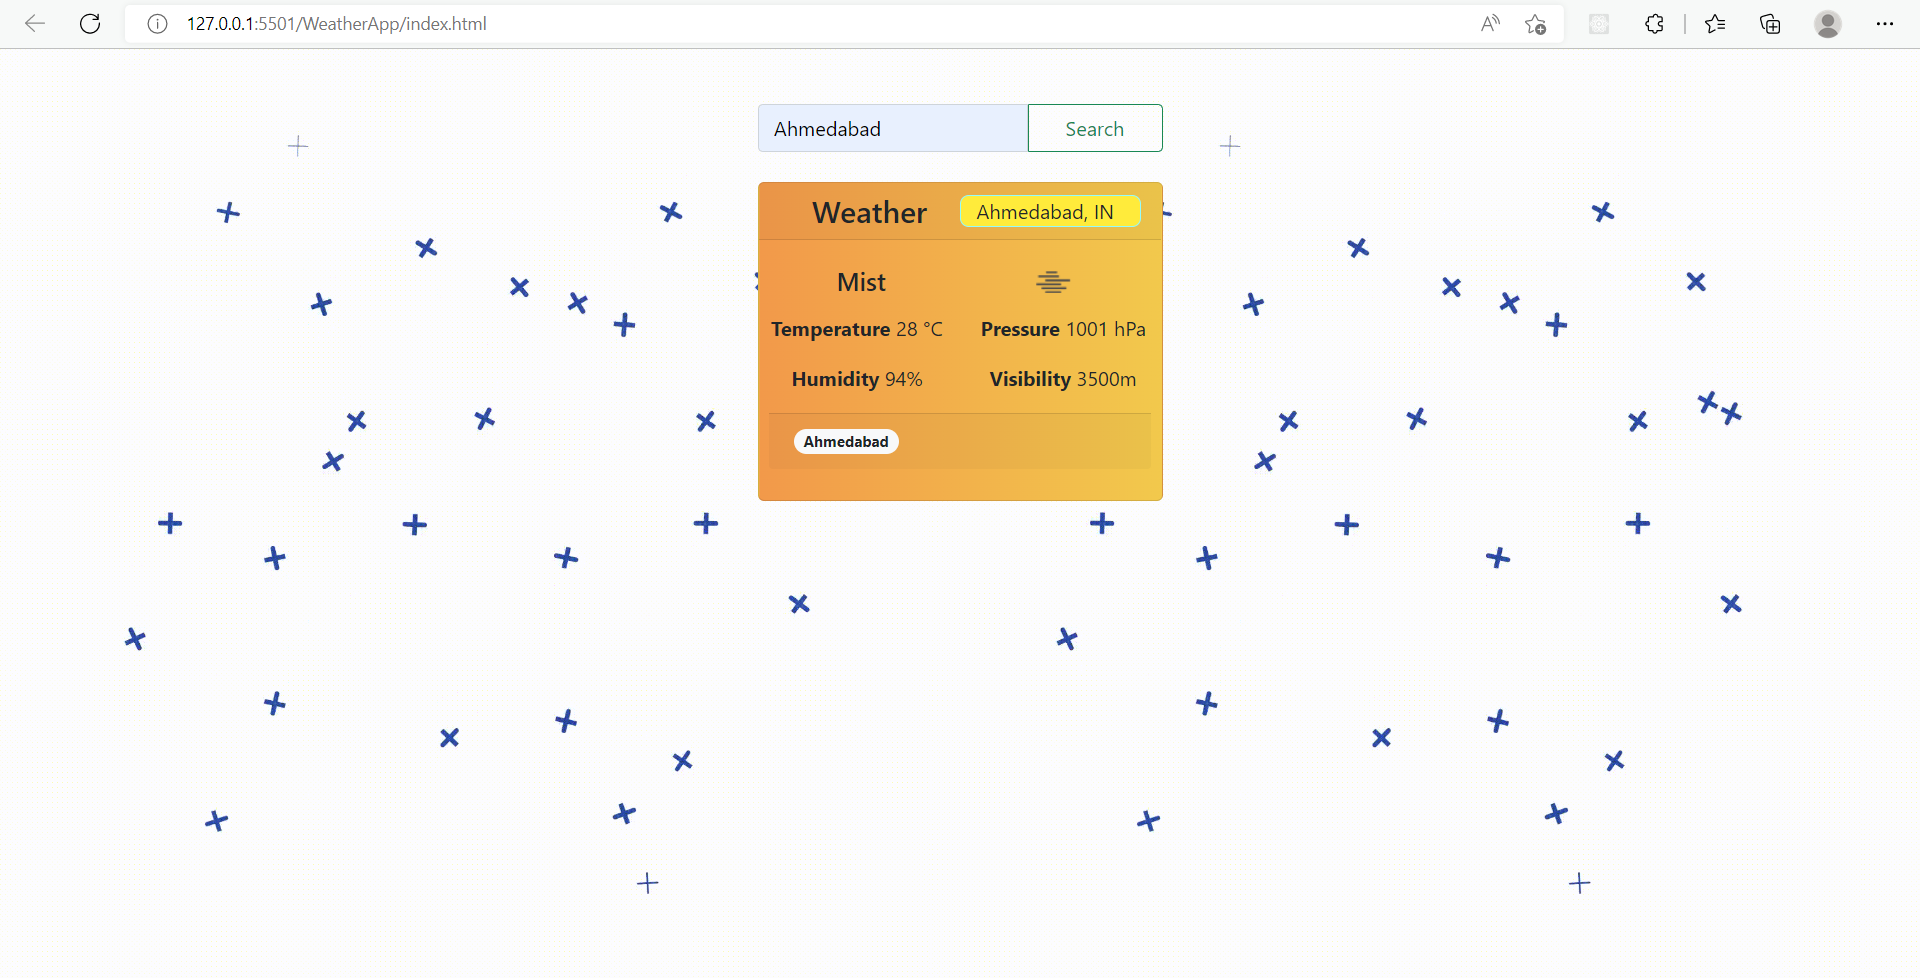 127.0.0.1:5501/WeatherApp/index.html
Ahmedabad Search
Weather Ahmedabad, IN
Mist
Temperature 28 °C Pressure 1001 hPa
Humidity 94% Visibility 3500m
Ahmedabad